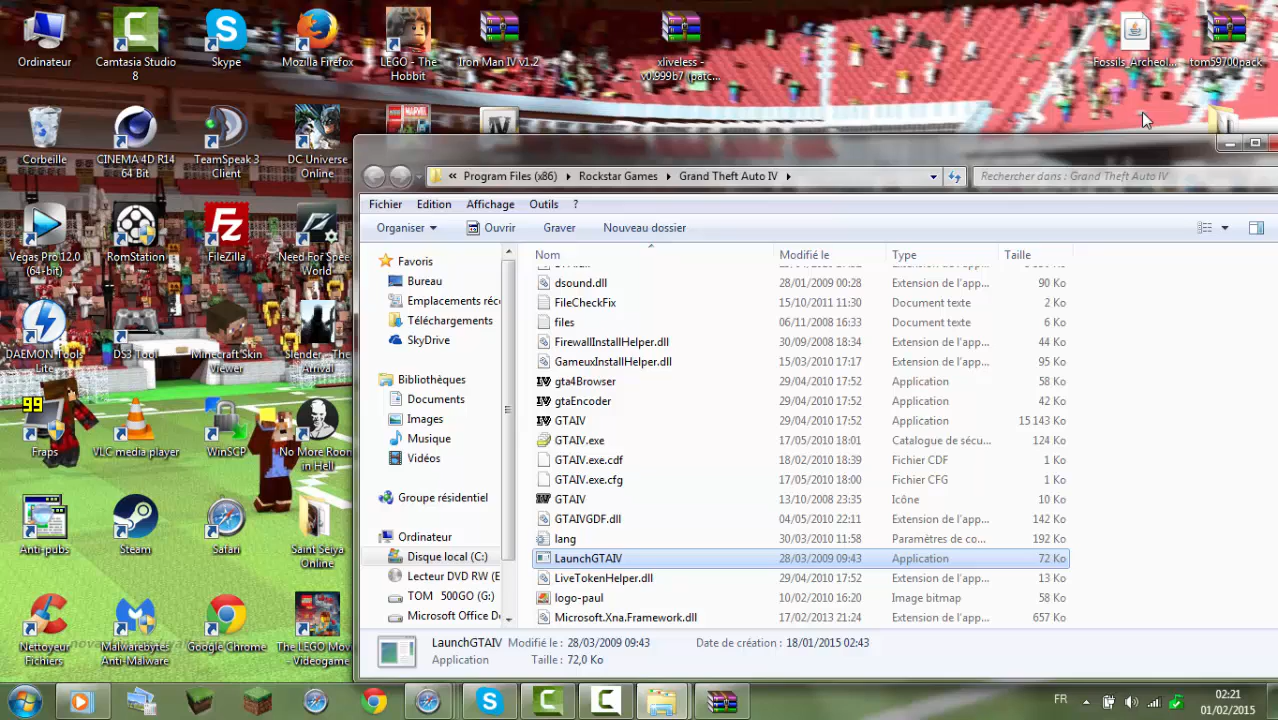 Ordinateur
Camtasia Studio 8
Skype
Mozilla Firefox
LEGO - The Hobbit
Iron Man IV v1.2
xliveless - v0.999b7 (patc...
Fossils_Archeol...
tom59700pack
Corbeille
CINEMA 4D R14 64 Bit
TeamSpeak 3 Client
DC Universe Online
Vegas Pro 12.0 (64-bit)
RomStation
FileZilla
Need For Spee World
DAEMON Tools Lite
DS3 Tool
Minecraft Skin Viewer
Slender - The Arrival
99
Fraps
VLC media player
WinSCP
No More Room in Hell
Anti-pubs
Steam
Safari
Saint Seiya Online
Nettoyeur Fichiers
Malwarebytes Anti-Malware
Google Chrome
The LEGO Mov - Videogame
« Program Files (x86) Rockstar Games Grand Theft Auto IV
Rechercher dans : Grand Theft Auto IV
Fichier Edition Affichage Outils ?
Organiser Ouvrir Graver Nouveau dossier
Nom Modifié le Type Taille
Favoris
Bureau
Emplacements réc
Téléchargements
SkyDrive
Bibliothèques
Documents
Images
Musique
Vidéos
Groupe résidentiel
Ordinateur
Disque local (C:)
Lecteur DVD RW (E
TOM 500GO (G:)
Microsoft Office D
dsound.dll 28/01/2009 00:28 Extension de l'app... 90 Ko
FileCheckFix 15/10/2011 11:30 Document texte 2 Ko
files 06/11/2008 16:33 Document texte 6 Ko
FirewallInstallHelper.dll 30/09/2008 18:34 Extension de l'app... 44 Ko
GameuxInstallHelper.dll 15/03/2010 17:17 Extension de l'app... 95 Ko
gta4Browser 29/04/2010 17:52 Application 58 Ko
gtaEncoder 29/04/2010 17:52 Application 42 Ko
GTAIV 29/04/2010 17:52 Application 15 143 Ko
GTAIV.exe 17/05/2010 18:01 Catalogue de sécu... 124 Ko
GTAIV.exe.cdf 18/02/2010 18:39 Fichier CDF 1 Ko
GTAIV.exe.cfg 17/05/2010 18:00 Fichier CFG 1 Ko
GTAIV 13/10/2008 23:35 Icône 10 Ko
GTAIVGDF.dll 04/05/2010 22:11 Extension de l'app... 142 Ko
lang 30/03/2010 11:58 Paramètres de co... 192 Ko
LaunchGTAIV 28/03/2009 09:43 Application 72 Ko
LiveTokenHelper.dll 29/04/2010 17:52 Extension de l'app... 13 Ko
logo-paul 10/02/2010 16:20 Image bitmap 58 Ko
Microsoft.Xna.Framework.dll 17/02/2013 21:24 Extension de l'app... 657 Ko
LaunchGTAIV Modifié le : 28/03/2009 09:43 Date de création : 18/01/2015 02:43
Application Taille : 72,0 Ko
FR
02:21
01/02/2015